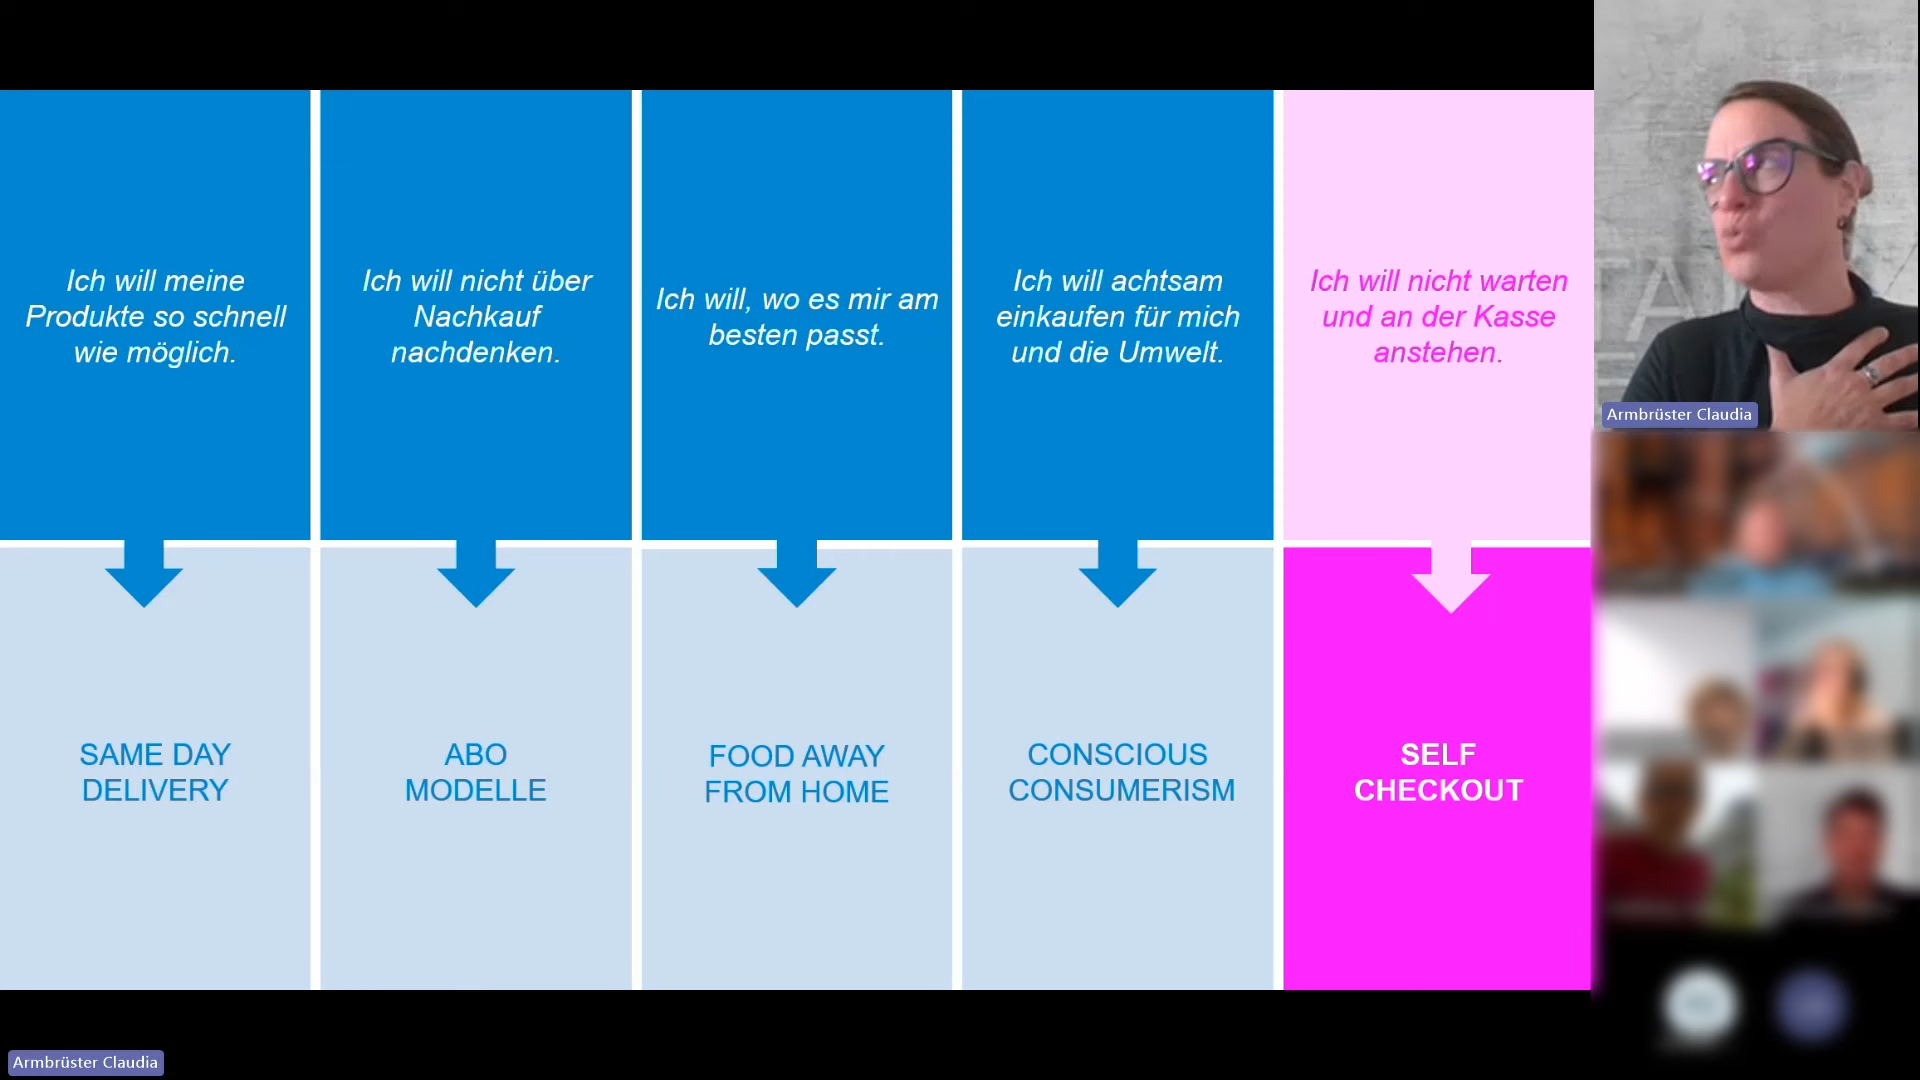 Ich will meine
Produkte so schnell
wie möglich.
Ich will nicht über
Nachkauf
nachdenken.
Ich will, wo es mir am
besten passt.
Ich will achtsam
einkaufen für mich
und die Umwelt.
Ich will nicht warten
und an der Kasse
anstehen.
SAME DAY
DELIVERY
ABO
MODELLE
FOOD AWAY
FROM HOME
CONSCIOUS
CONSUMERISM
SELF
CHECKOUT
Armbrüster Claudia
Armbrüster Claudia